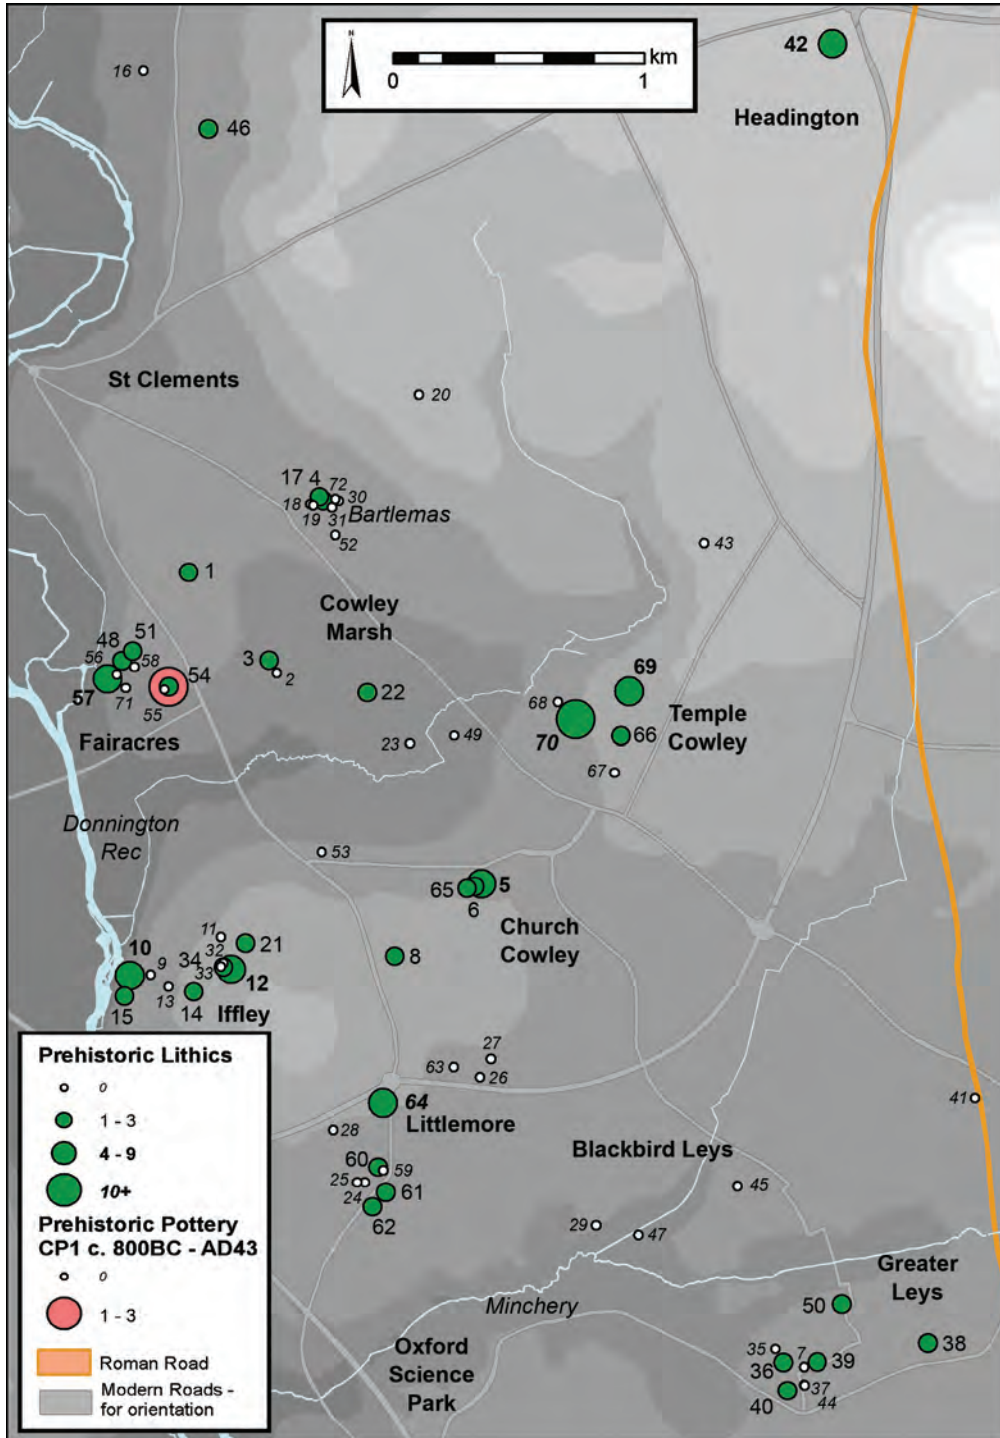 N
km
0 1
42
16
46
Headington
St Clements
20
17 4 72
30
18
19 31
Bartlemas
52
43
1
Cowley
Marsh
51
48
56 58
3
2
54
57
71
55
22
69
68
70
66
Temple
Cowley
Fairacres
23
49
67
Donnington
Rec
53
65 5
6
Church
Cowley
11
21
32
10
9
34
33
12
8
13
15
14
Iffley
27
63
26
64
Littlemore
41
28
Blackbird Leys
60
59
25
24
61
62
45
29
47
Greater
Leys
Minchery
50
Oxford
Science
Park
35
7
36
39
38
37
40
44
Prehistoric Lithics
0
1 - 3
4 - 9
10+
Prehistoric Pottery
CP1 c. 800BC - AD43
0
1 - 3
Roman Road
Modern Roads -
for orientation